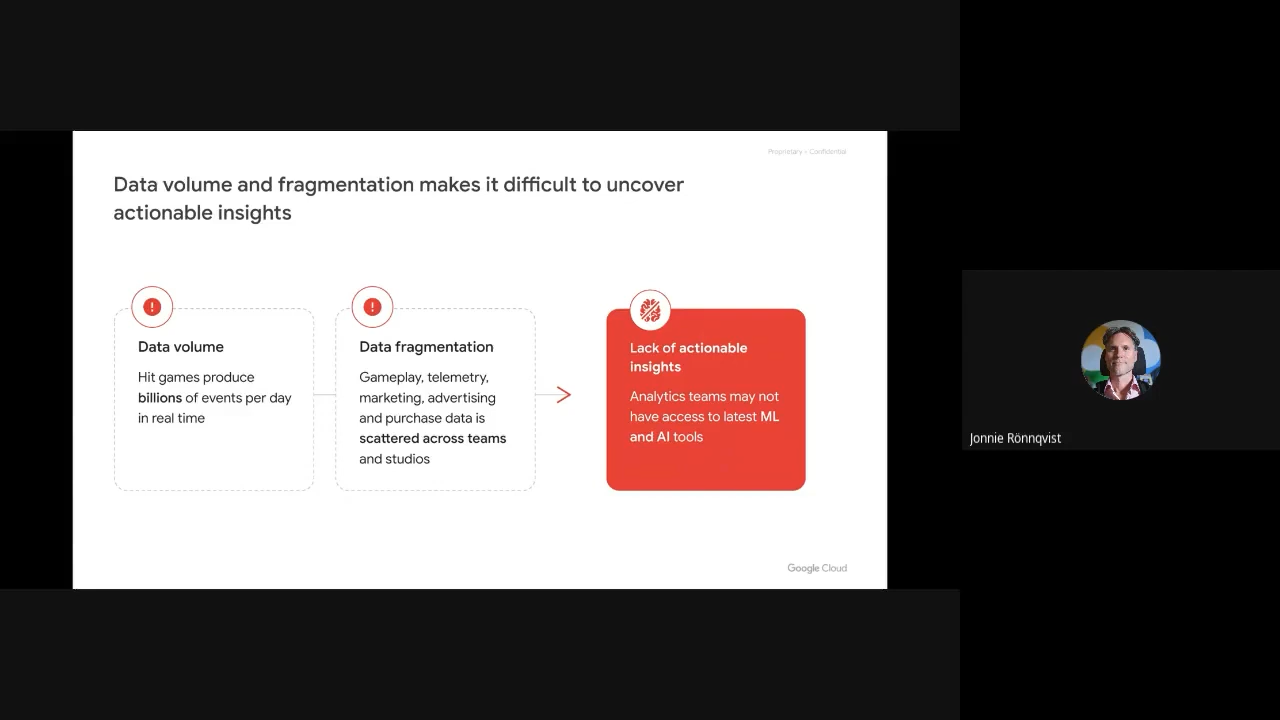 Proprietary + Confidential
Data volume and fragmentation makes it difficult to uncover
actionable insights
Data volume
Hit games produce
billions of events per day
in real time
Data fragmentation
Gameplay, telemetry,
marketing, advertising
and purchase data is
scattered across teams
and studios
Lack of actionable
insights
Analytics teams may not
have access to latest ML
and AI tools
Google Cloud
Jonnie Rönnqvist